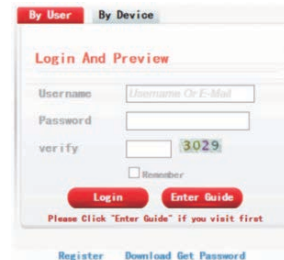 By User By Device
Login And Preview
Username Username Or E-Mail
Password
verify 3029
Remember
Login Enter Guide
Please Click "Enter Guide" if you visit first
Register Download Get Password